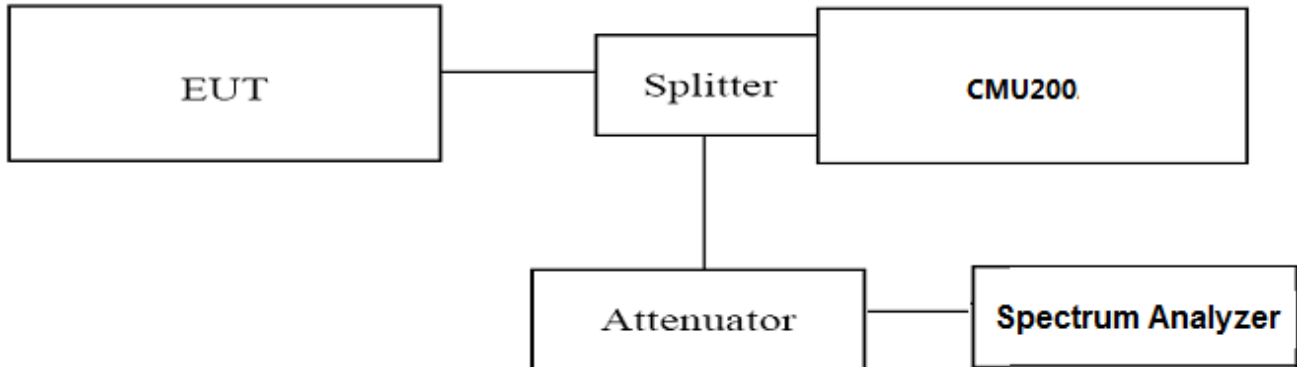 EUT
Splitter
CMU200
Attenuator
Spectrum Analyzer